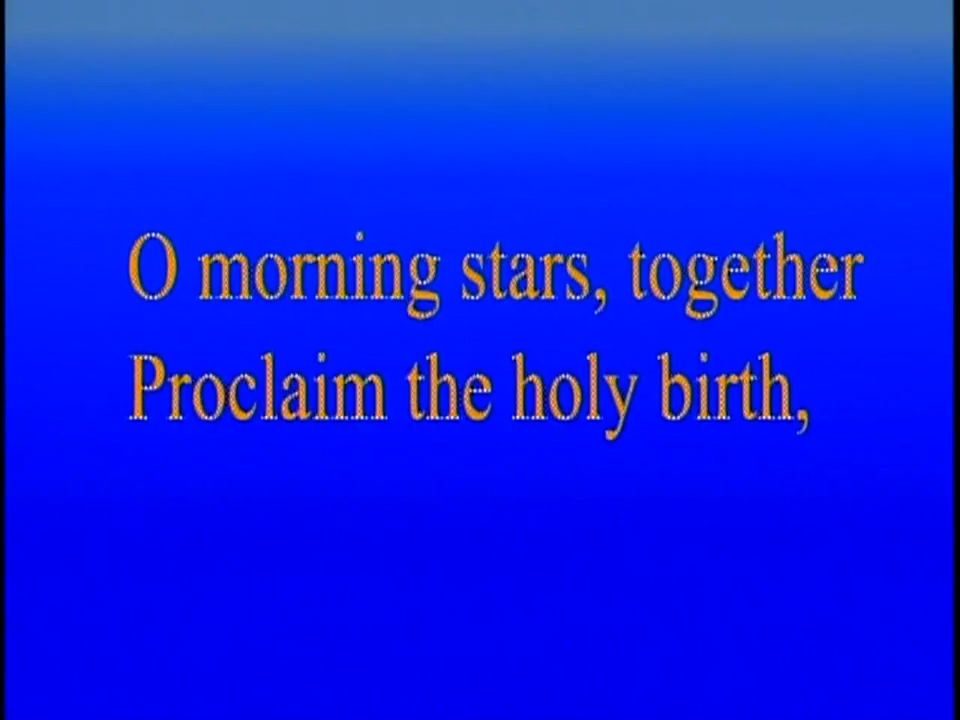 O morning stars, together
Proclaim the holy birth,